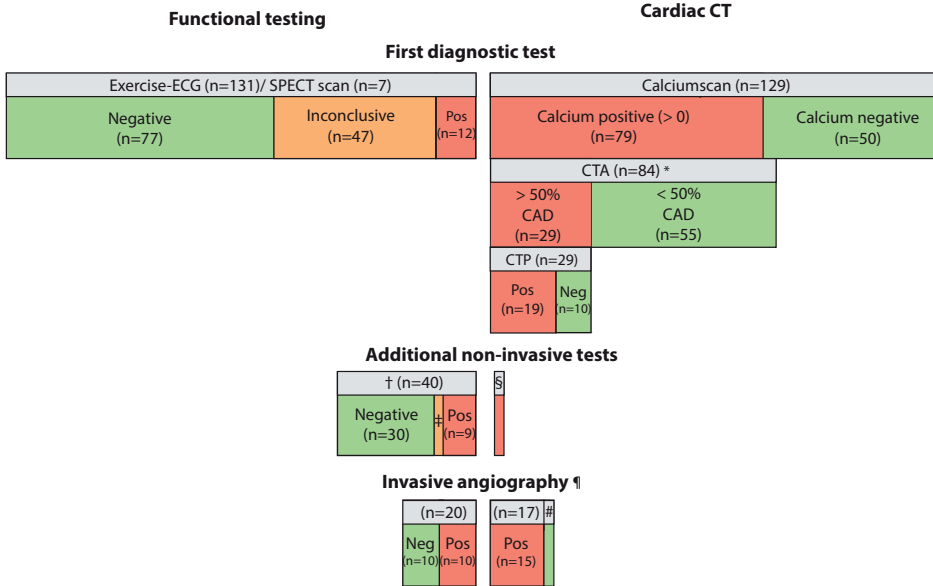 Functional testing
Cardiac CT
First diagnostic test
Exercise-ECG (n=131)/ SPECT scan (n=7)
Negative
(n=77)
Inconclusive
(n=47)
Pos
(n=12)
Calciumscan (n=129)
Calcium positive (> 0)
(n=79)
Calcium negative
(n=50)
CTA (n=84) *
> 50%
CAD
(n=29)
< 50%
CAD
(n=55)
CTP (n=29)
Pos
(n=19)
Neg
(n=10)
Additional non-invasive tests
† (n=40)
§
Negative
(n=30)
‡
Pos
(n=9)
Invasive angiography ¶
(n=20)
(n=17)
#
Neg
(n=10)
Pos
(n=10)
Pos
(n=15)